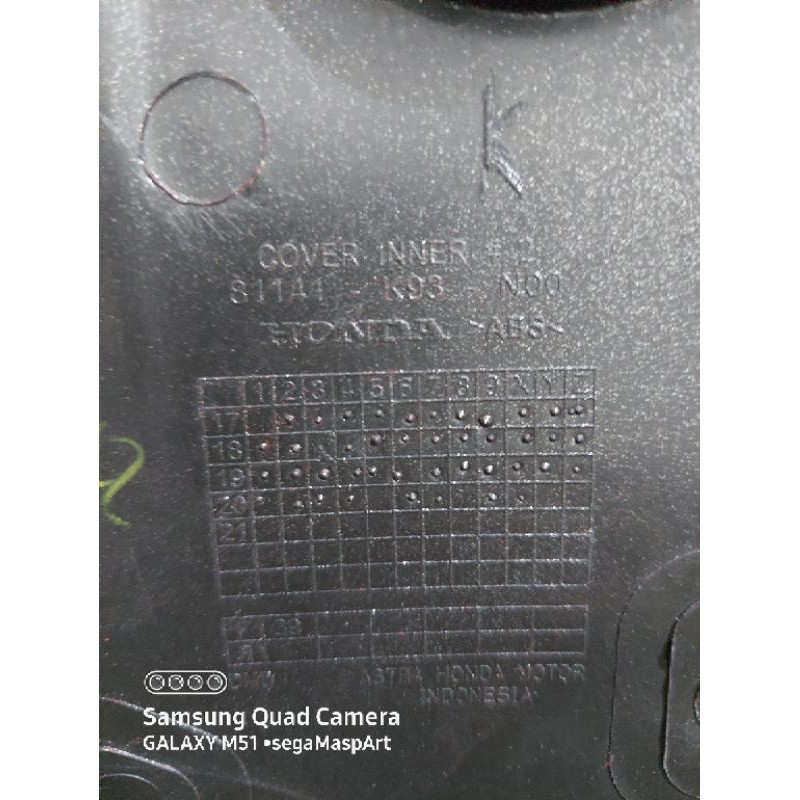 K
COVER INNER # 2
81141 - K93 - N00
HONDA >ABS<
1 2 3 4 5 6 7 8 9 X Y Z
17
18
19
20
21
ASTRA HONDA MOTOR
INDONESIA
Samsung Quad Camera
GALAXY M51 •segaMaspArt